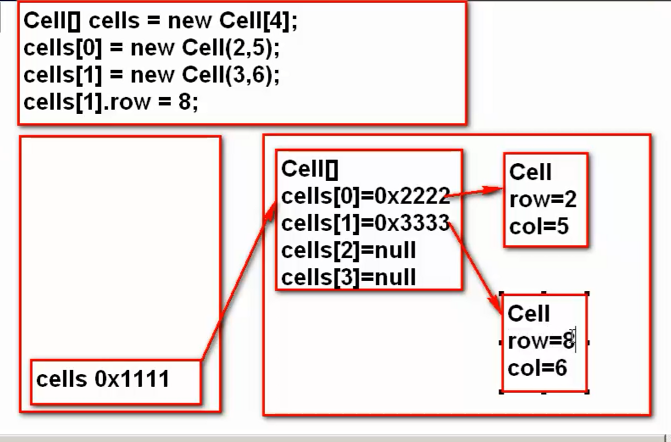 Cell[] cells = new Cell[4];
cells[0] = new Cell(2,5);
cells[1] = new Cell(3,6);
cells[1].row = 8;
Cell[]
cells[0]=0x2222
cells[1]=0x3333
cells[2]=null
cells[3]=null
Cell
row=2
col=5
Cell
row=8
col=6
cells 0x1111